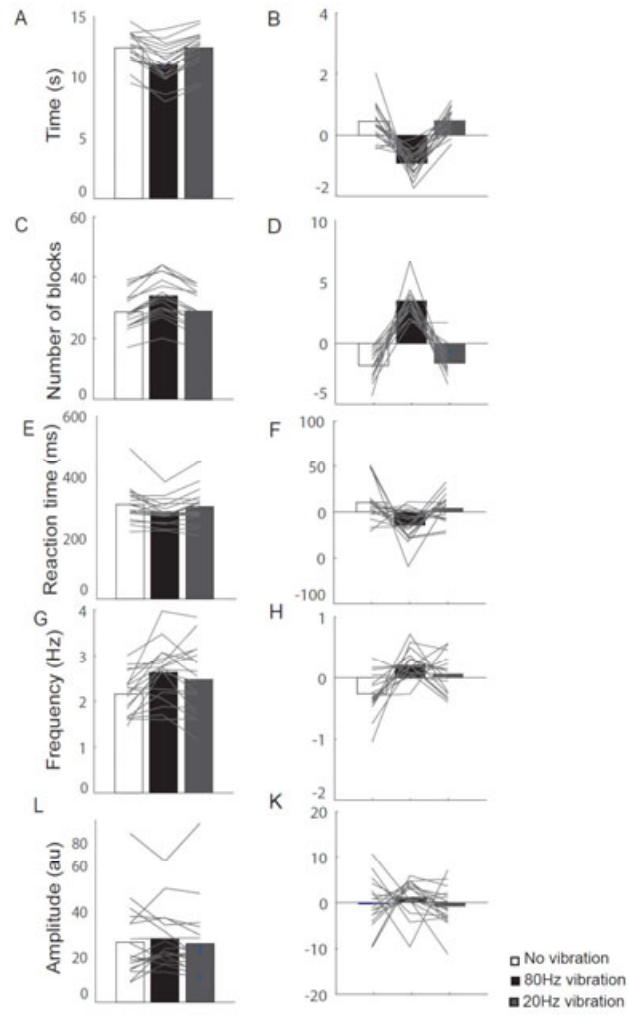 A
Time (s)
15
10
5
0
B
4
2
0
-2
C
Number of blocks
60
40
20
0
D
10
5
0
-5
E
Reaction time (ms)
600
400
200
0
F
100
50
0
0
-100
G
Frequency (Hz)
4
3
2
1
0
H
1
0
-1
-2
L
Amplitude (au)
80
60
40
20
0
K
20
10
0
-10
-20
No vibration
80Hz vibration
20Hz vibration